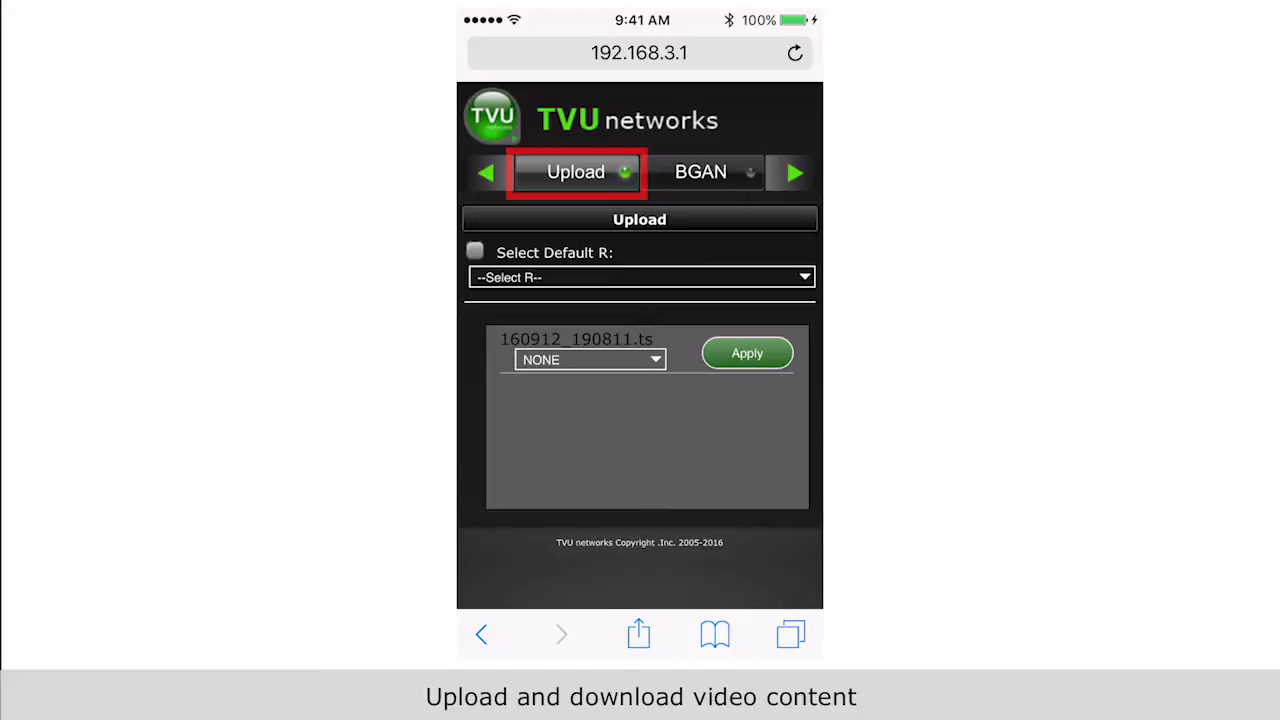 9:41 AM 100%
192.168.3.1
TVU TVU networks
Upload BGAN
Upload
Select Default R:
--Select R--
160912_190811.ts
NONE Apply
TVU networks Copyright .Inc. 2005-2016
Upload and download video content